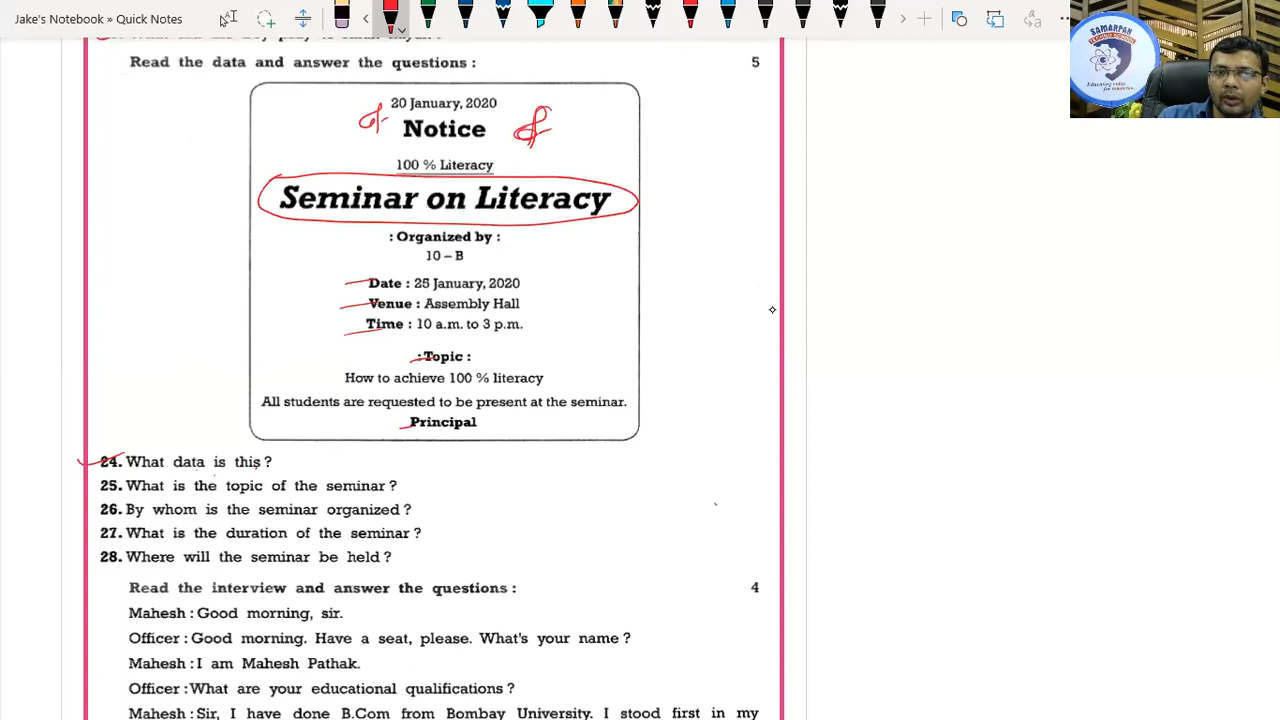 Jake's Notebook » Quick Notes
SAMARPAN
Educating India
for tomorrow
Read the data and answer the questions : 5
20 January, 2020
Notice
100 % Literacy
Seminar on Literacy
: Organized by :
10 – B
Date : 25 January, 2020
Venue : Assembly Hall
Time : 10 a.m. to 3 p.m.
: Topic :
How to achieve 100 % literacy
All students are requested to be present at the seminar.
Principal
24. What data is this ?
25. What is the topic of the seminar ?
26. By whom is the seminar organized ?
27. What is the duration of the seminar ?
28. Where will the seminar be held ?
Read the interview and answer the questions : 4
Mahesh : Good morning, sir.
Officer : Good morning. Have a seat, please. What's your name ?
Mahesh : I am Mahesh Pathak.
Officer : What are your educational qualifications ?
Mahesh : Sir, I have done B.Com from Bombay University. I stood first in my